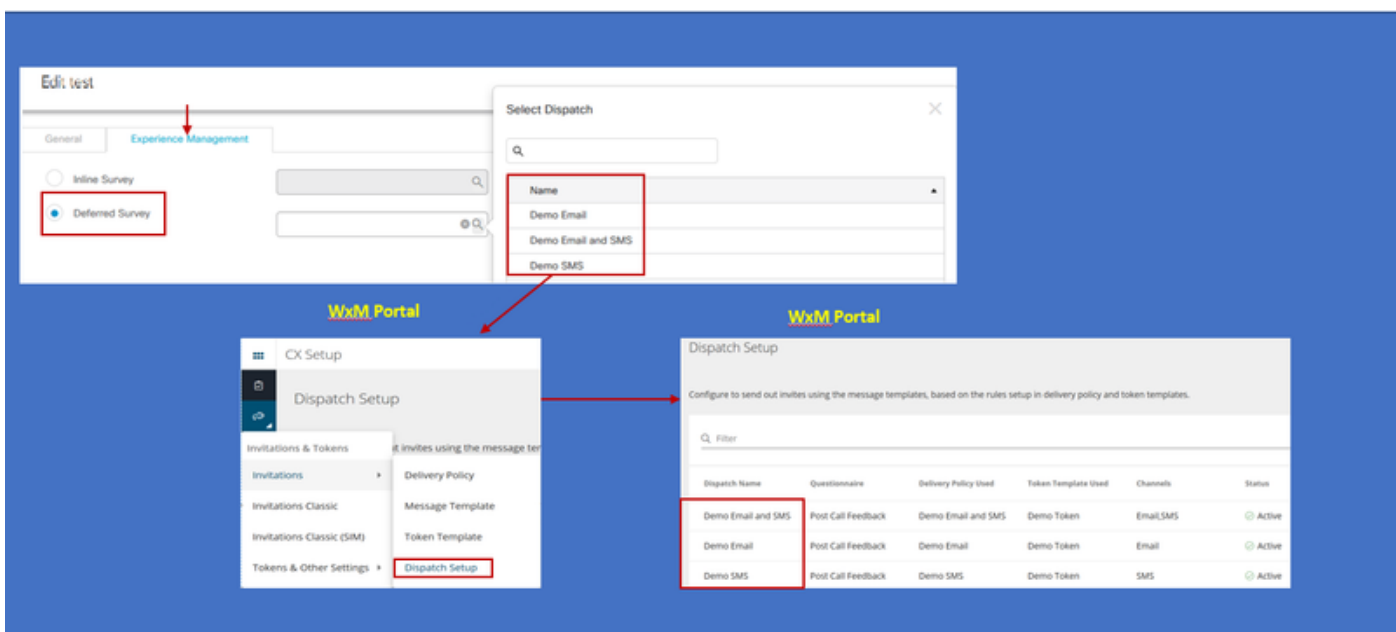 Edit test
General Experience Management
Inline Survey
Deferred Survey
Select Dispatch
Name
Demo Email
Demo Email and SMS
Demo SMS
WxM Portal
CX Setup
Dispatch Setup
Invitations & Tokens
t invites using the message ter
Invitations
Delivery Policy
Invitations Classic
Message Template
Invitations Classic (SIM)
Token Template
Tokens & Other Settings
Dispatch Setup
WxM Portal
Dispatch Setup
Configure to send out invites using the message templates, based on the rules setup in delivery policy and token templates.
Filter
Dispatch Name Questionnaire Delivery Policy Used Token Template Used Channels Status
Demo Email and SMS Post Call Feedback Demo Email and SMS Demo Token Email,SMS Active
Demo Email Post Call Feedback Demo Email Demo Token Email Active
Demo SMS Post Call Feedback Demo SMS Demo Token SMS Active